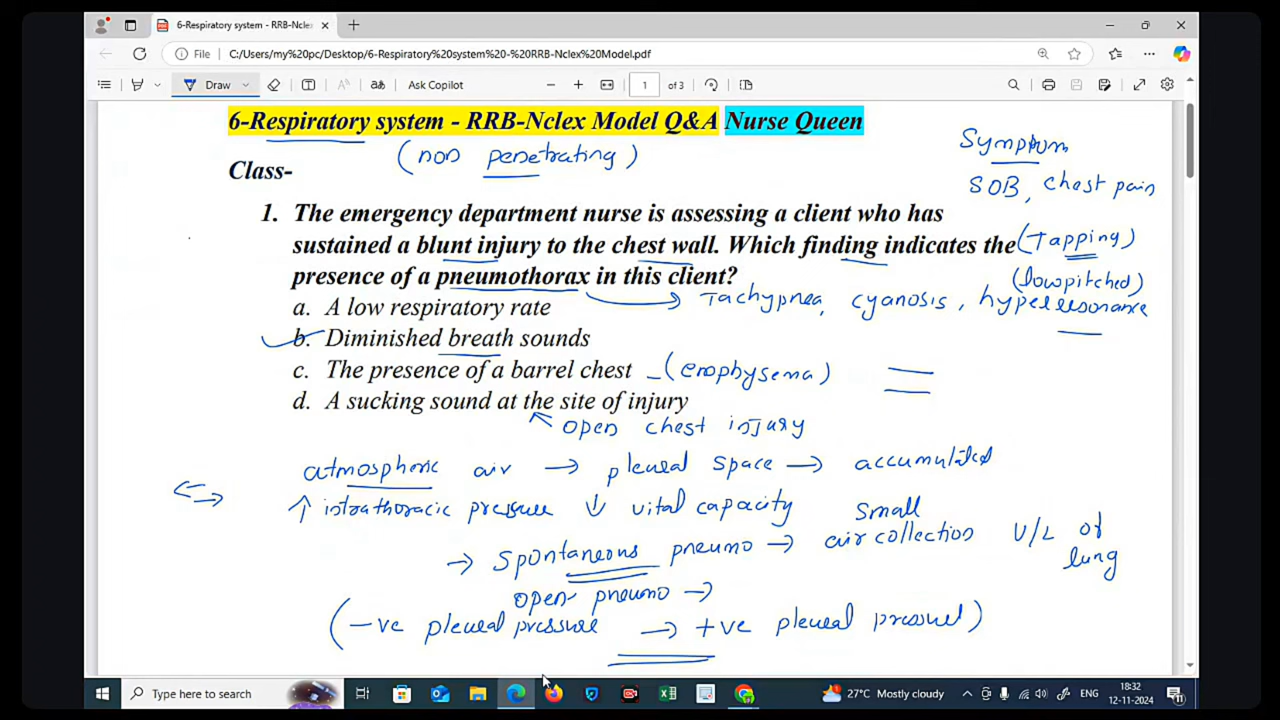 6-Respiratory system - RRB-Nclex
File
C:/Users/my%20pc/Desktop/6-Respiratory%20system%20-%20RRB-Nclex%20Model.pdf
Draw
Ask Copilot
1 of 3
6-Respiratory system - RRB-Nclex Model Q&A Nurse Queen
(non penetrating)
Symptum
Class-
SOB, chest pain
1. The emergency department nurse is assessing a client who has
sustained a blunt injury to the chest wall. Which finding indicates the (Tapping)
presence of a pneumothorax in this client?
(lowpitched)
Tachypnea, cyanosis, hyperresonance
a. A low respiratory rate
b. Diminished breath sounds
c. The presence of a barrel chest - (emphysema)
d. A sucking sound at the site of injury
open chest injury
atmospheric air → pleural space → accumulated
↑ intrathoracic pressure ↓ vital capacity
→ spontaneous pneumo → small air collection U/L of lung
open pneumo →
(-ve pleural pressure → +ve pleural pressure)
Type here to search
27°C Mostly cloudy
ENG
18:32
12-11-2024